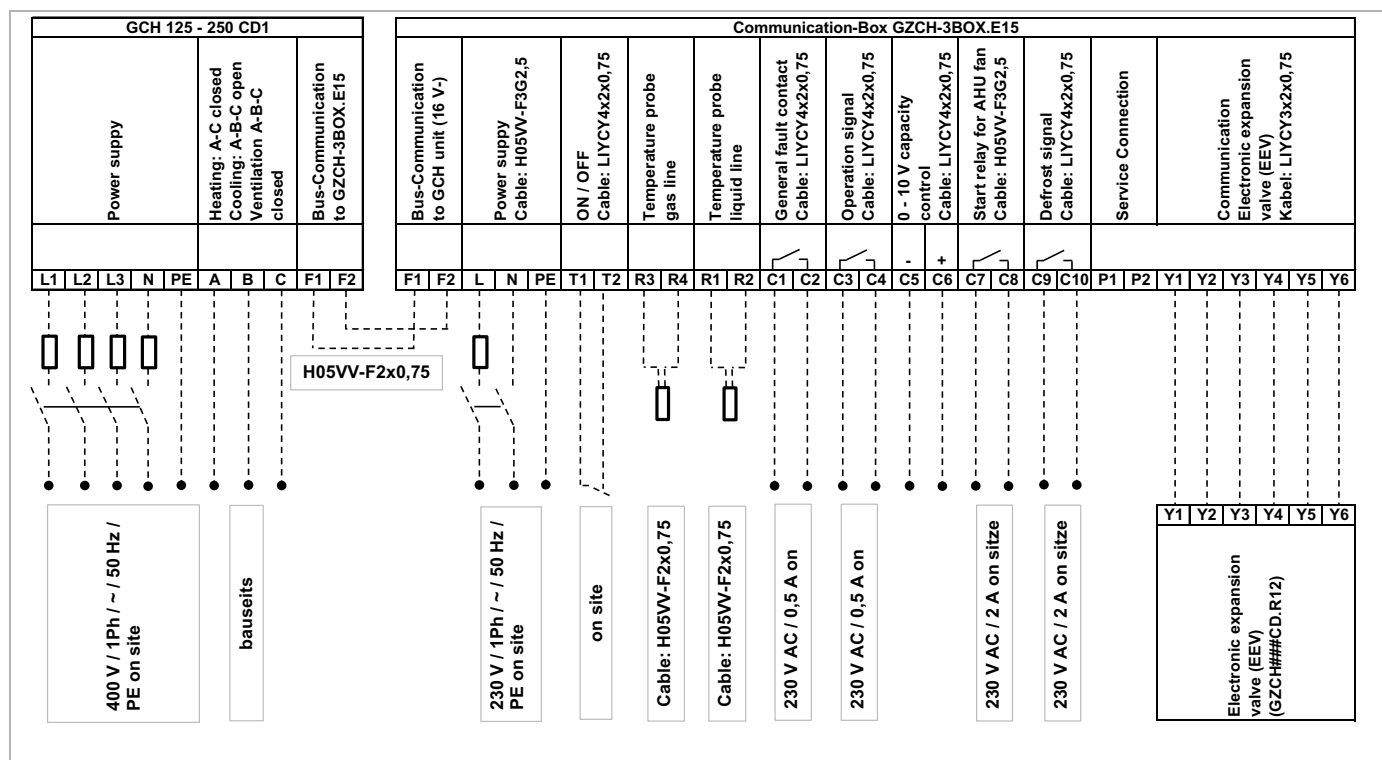 GCH 125 - 250 CD1
Communication-Box GZCH-3BOX.E15
Power suppy
Heating: A-C closed
Cooling: A-B-C open
Ventilation A-B-C
closed
Bus-Communication
to GZCH-3BOX.E15
Bus-Communication
to GCH unit (16 V-)
Power suppy
Cable: H05VV-F3G2,5
ON / OFF
Cable: LIYCY4x2x0,75
Temperature probe
gas line
Temperature probe
liquid line
General fault contact
Cable: LIYCY4x2x0,75
Operation signal
Cable: LIYCY4x2x0,75
0 - 10 V capacity
control
Cable: LIYCY4x2x0,75
Start relay for AHU fan
Cable: H05VV-F3G2,5
Defrost signal
Cable: LIYCY4x2x0,75
Service Connection
Communication
Electronic expansion
valve (EEV)
Kabel: LIYCY3x2x0,75
- +
L1 L2 L3 N PE A B C F1 F2
F1 F2 L N PE T1 T2 R3 R4 R1 R2 C1 C2 C3 C4 C5 C6 C7 C8 C9 C10 P1 P2 Y1 Y2 Y3 Y4 Y5 Y6
H05VV-F2x0,75
400 V / 1Ph / ~ / 50 Hz /
PE on site
bauseits
230 V / 1Ph / ~ / 50 Hz /
PE on site
on site
Cable: H05VV-F2x0,75
Cable: H05VV-F2x0,75
230 V AC / 0,5 A on
230 V AC / 0,5 A on
230 V AC / 2 A on sitze
230 V AC / 2 A on sitze
Y1 Y2 Y3 Y4 Y5 Y6
Electronic expansion
valve (EEV)
(GZCH###CD.R12)